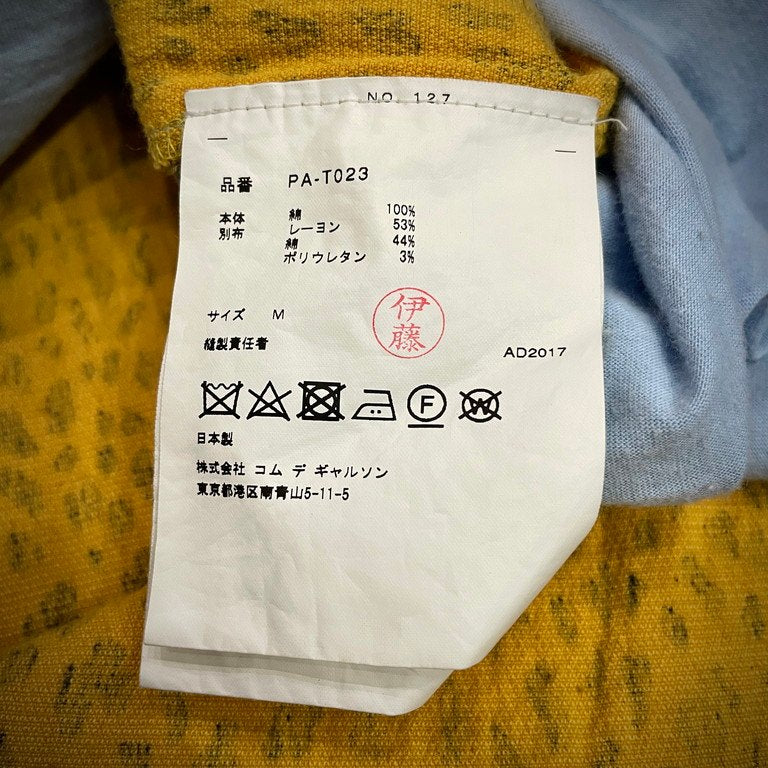 NO. 127
品番 PA-T023
本体 綿 100%
別布 レーヨン 53%
綿 44%
ポリウレタン 3%
サイズ M
伊藤
縫製責任者
AD2017
F
W
日本製
株式会社 コム デ ギャルソン
東京都港区南青山5-11-5